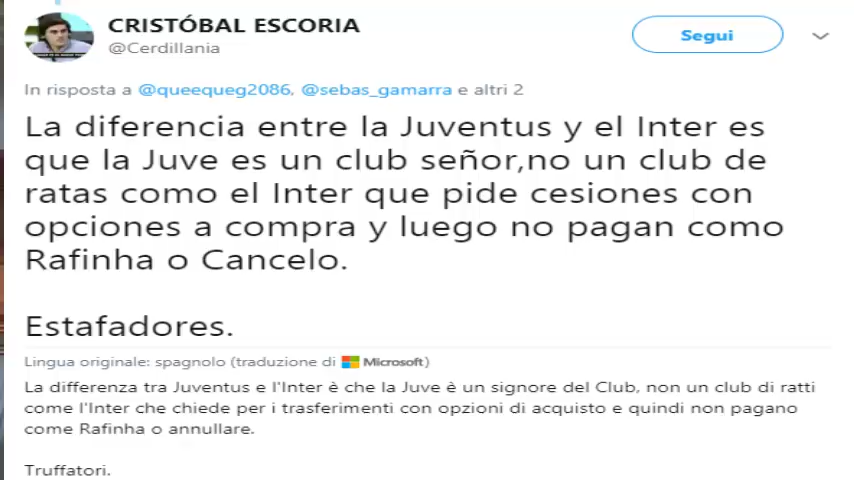 CRISTÓBAL ESCORIA
@Cerdillania
Segui
In risposta a @queequeg2086, @sebas_gamarra e altri 2
La diferencia entre la Juventus y el Inter es
que la Juve es un club señor,no un club de
ratas como el Inter que pide cesiones con
opciones a compra y luego no pagan como
Rafinha o Cancelo.
Estafadores.
Lingua originale: spagnolo (traduzione di Microsoft)
La differenza tra Juventus e l'Inter è che la Juve è un signore del Club, non un club di ratti
come l'Inter che chiede per i trasferimenti con opzioni di acquisto e quindi non pagano
come Rafinha o annullare.
Truffatori.